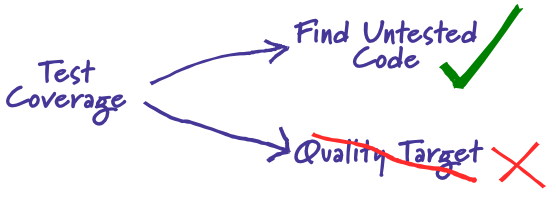 Test
Coverage
Find Untested
Code
Quality Target